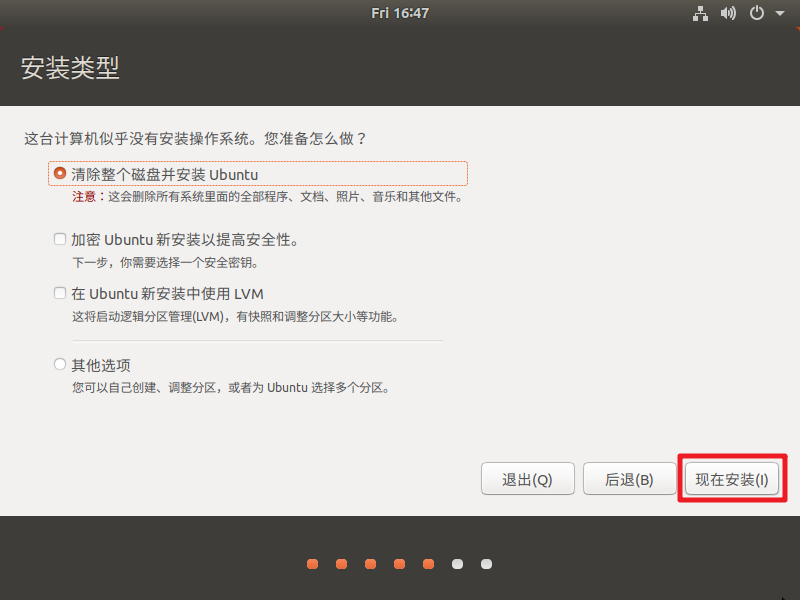 Fri 16:47
安装类型
这台计算机似乎没有安装操作系统。您准备怎么做？
清除整个磁盘并安装 Ubuntu
注意：这会删除所有系统里面的全部程序、文档、照片、音乐和其他文件。
加密 Ubuntu 新安装以提高安全性。
下一步，你需要选择一个安全密钥。
在 Ubuntu 新安装中使用 LVM
这将启动逻辑分区管理(LVM)，有快照和调整分区大小等功能。
其他选项
您可以自己创建、调整分区，或者为 Ubuntu 选择多个分区。
退出(Q) 后退(B) 现在安装(I)